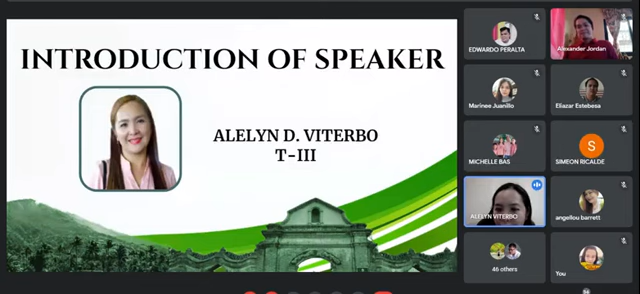 INTRODUCTION OF SPEAKER
ALELYN D. VITERBO
T-III
EDWARDO PERALTA
Alexander Jordan
Marinee Juanillo
Eliazar Estebesa
MICHELLE BAS
S
SIMEON RICALDE
ALELYN VITERBO
angellou barrett
46 others
You